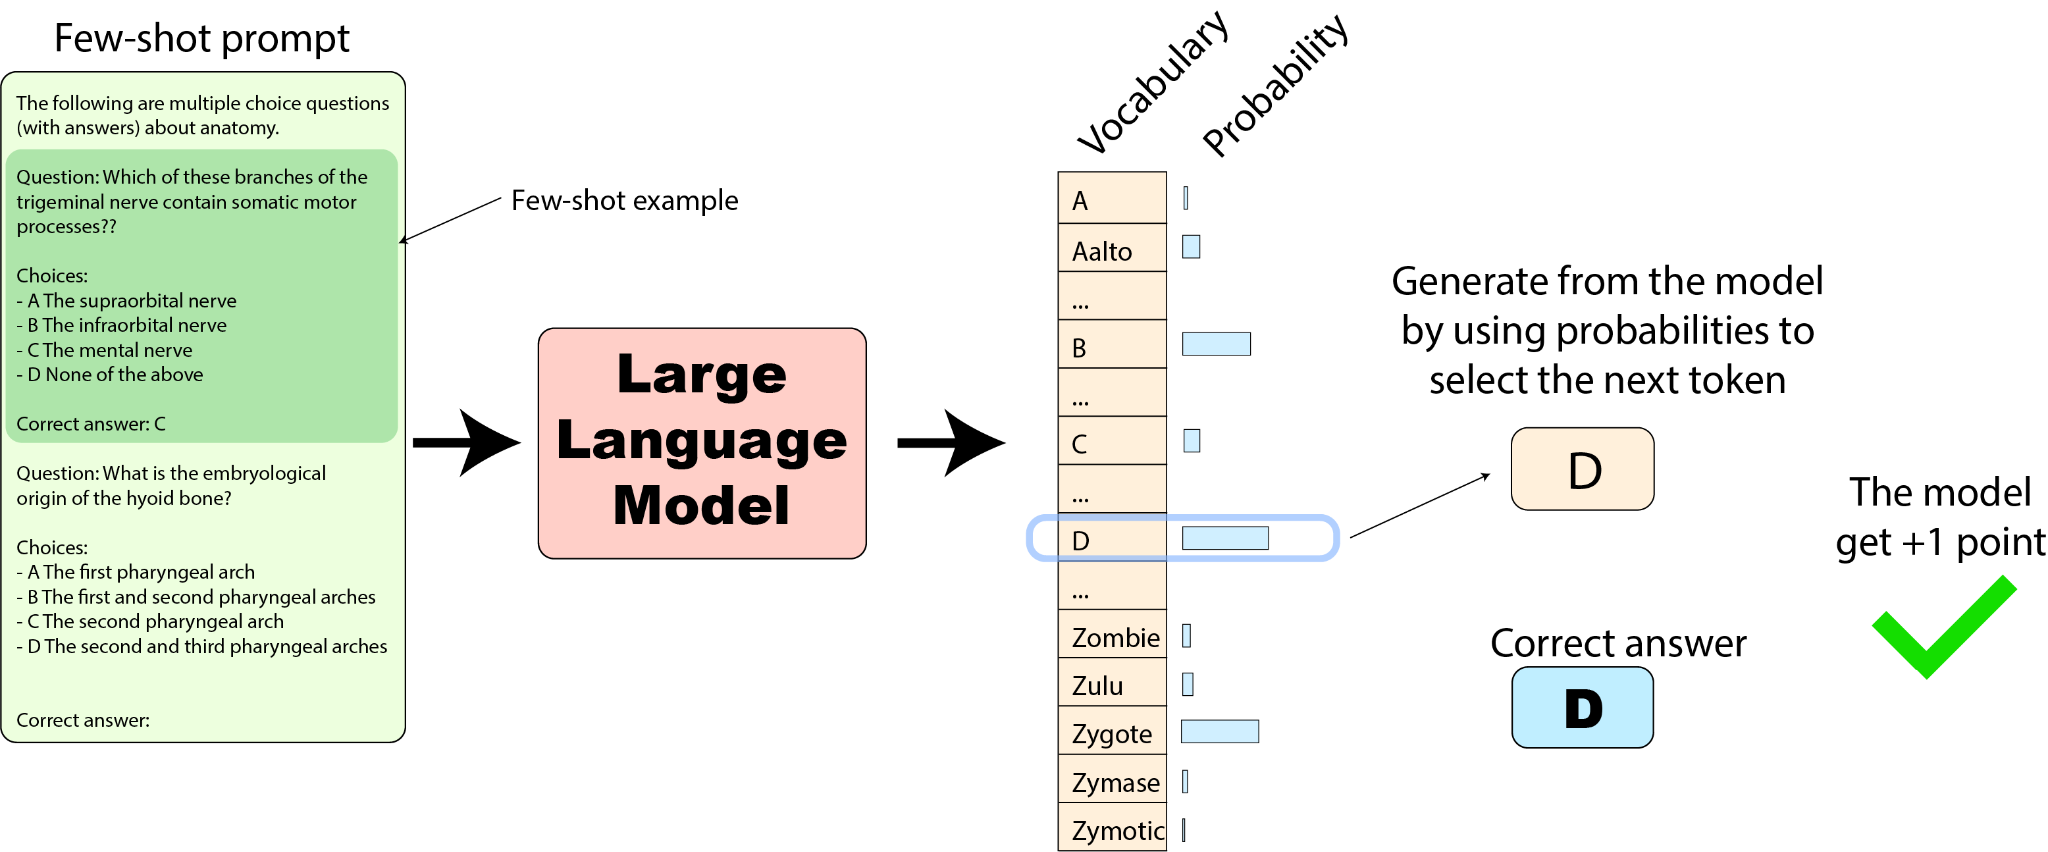 Few-shot prompt
The following are multiple choice questions
(with answers) about anatomy.
Question: Which of these branches of the
trigeminal nerve contain somatic motor
processes??
Choices:
- A The supraorbital nerve
- B The infraorbital nerve
- C The mental nerve
- D None of the above
Correct answer: C
Question: What is the embryological
origin of the hyoid bone?
Choices:
- A The first pharyngeal arch
- B The first and second pharyngeal arches
- C The second pharyngeal arch
- D The second and third pharyngeal arches
Correct answer:
Few-shot example
Large
Language
Model
Vocabulary
Probability
A
Aalto
...
B
...
C
...
D
...
Zombie
Zulu
Zygote
Zymase
Zymotic
Generate from the model
by using probabilities to
select the next token
D
Correct answer
D
The model
get +1 point